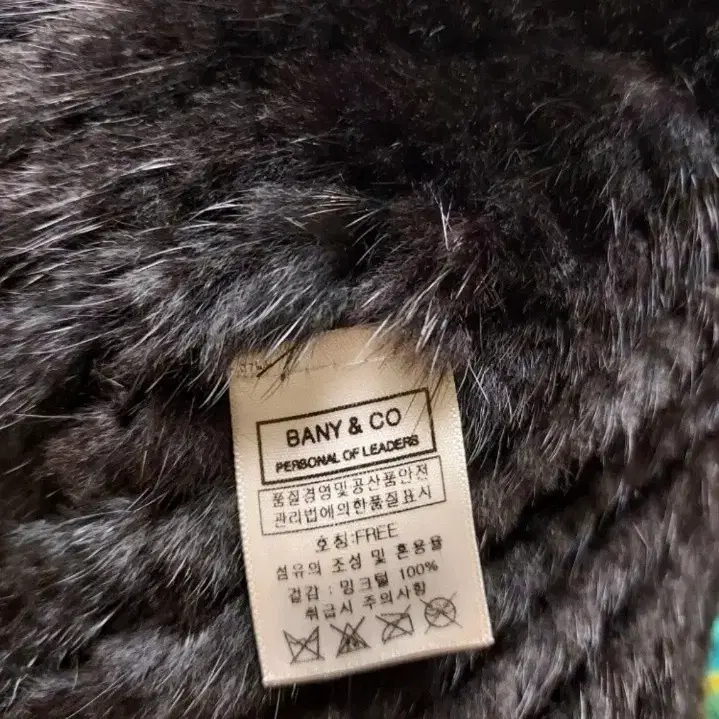 BANY & CO
PERSONAL OF LEADERS
품질경영및공산품안전
관리법에의한품질표시
호칭:FREE
섬유의 조성 및 혼용율
겉감 : 밍크털 100%
취급시 주의사항